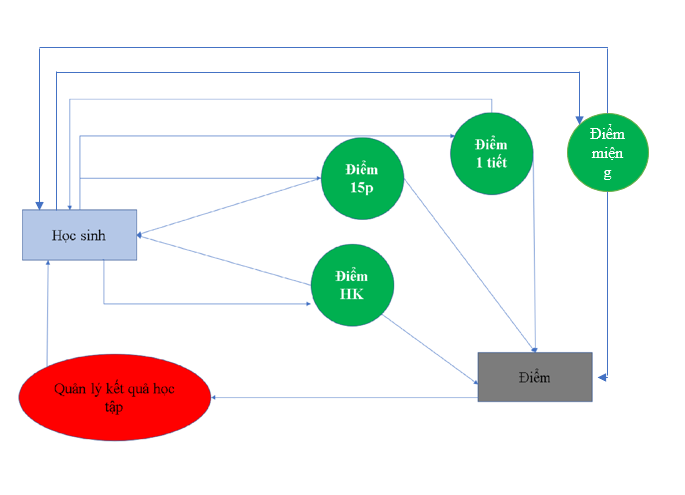 Điểm
miện
g
Điểm
1 tiết
Điểm
15p
Học sinh
Điểm
HK
Quản lý kết quả học
tập
Điểm